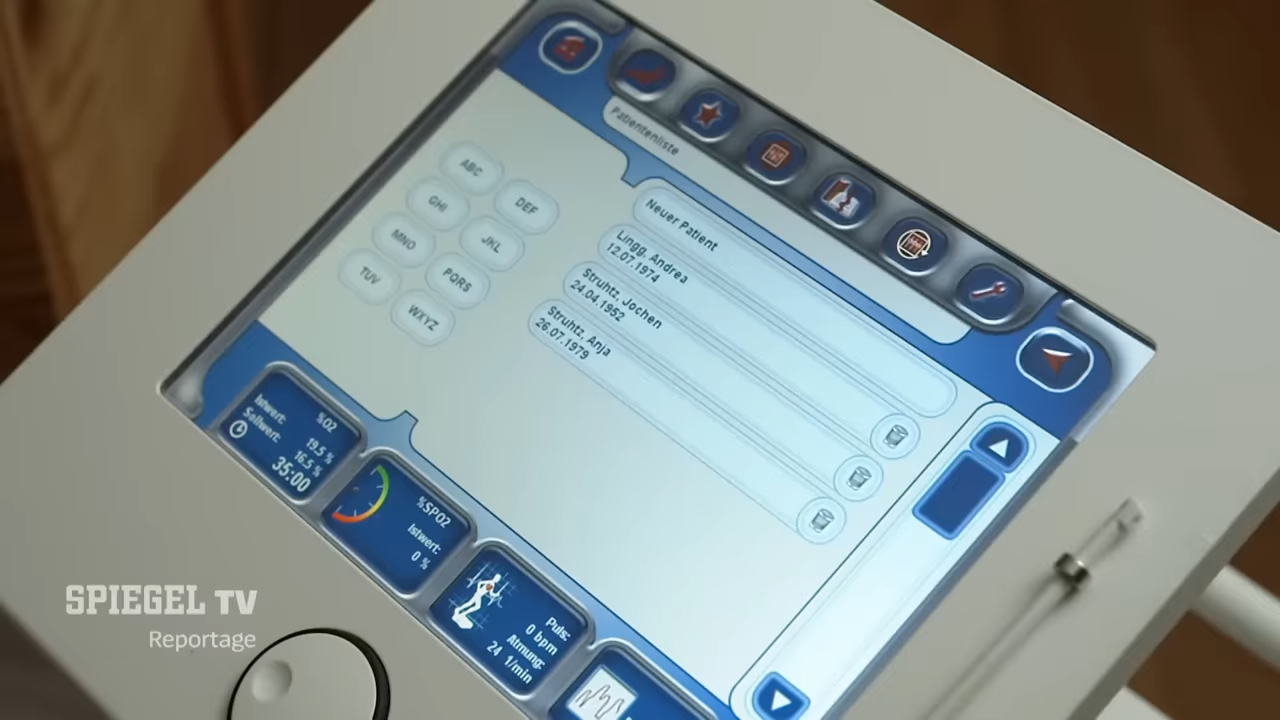 Patientenliste
ABC
DEF
GHI
JKL
MNO
PQRS
TUV
WXYZ
Neuer Patient
Lingg, Andrea
12.07.1974
Struhtz, Jochen
24.04.1952
Struhtz, Anja
26.07.1979
%O2
Istwert: 19.5 %
Sollwert: 16.5 %
35:00
%SPO2
Istwert:
0 %
Puls:
0 bpm
Atmung:
24 1/min
SPIEGEL TV
Reportage